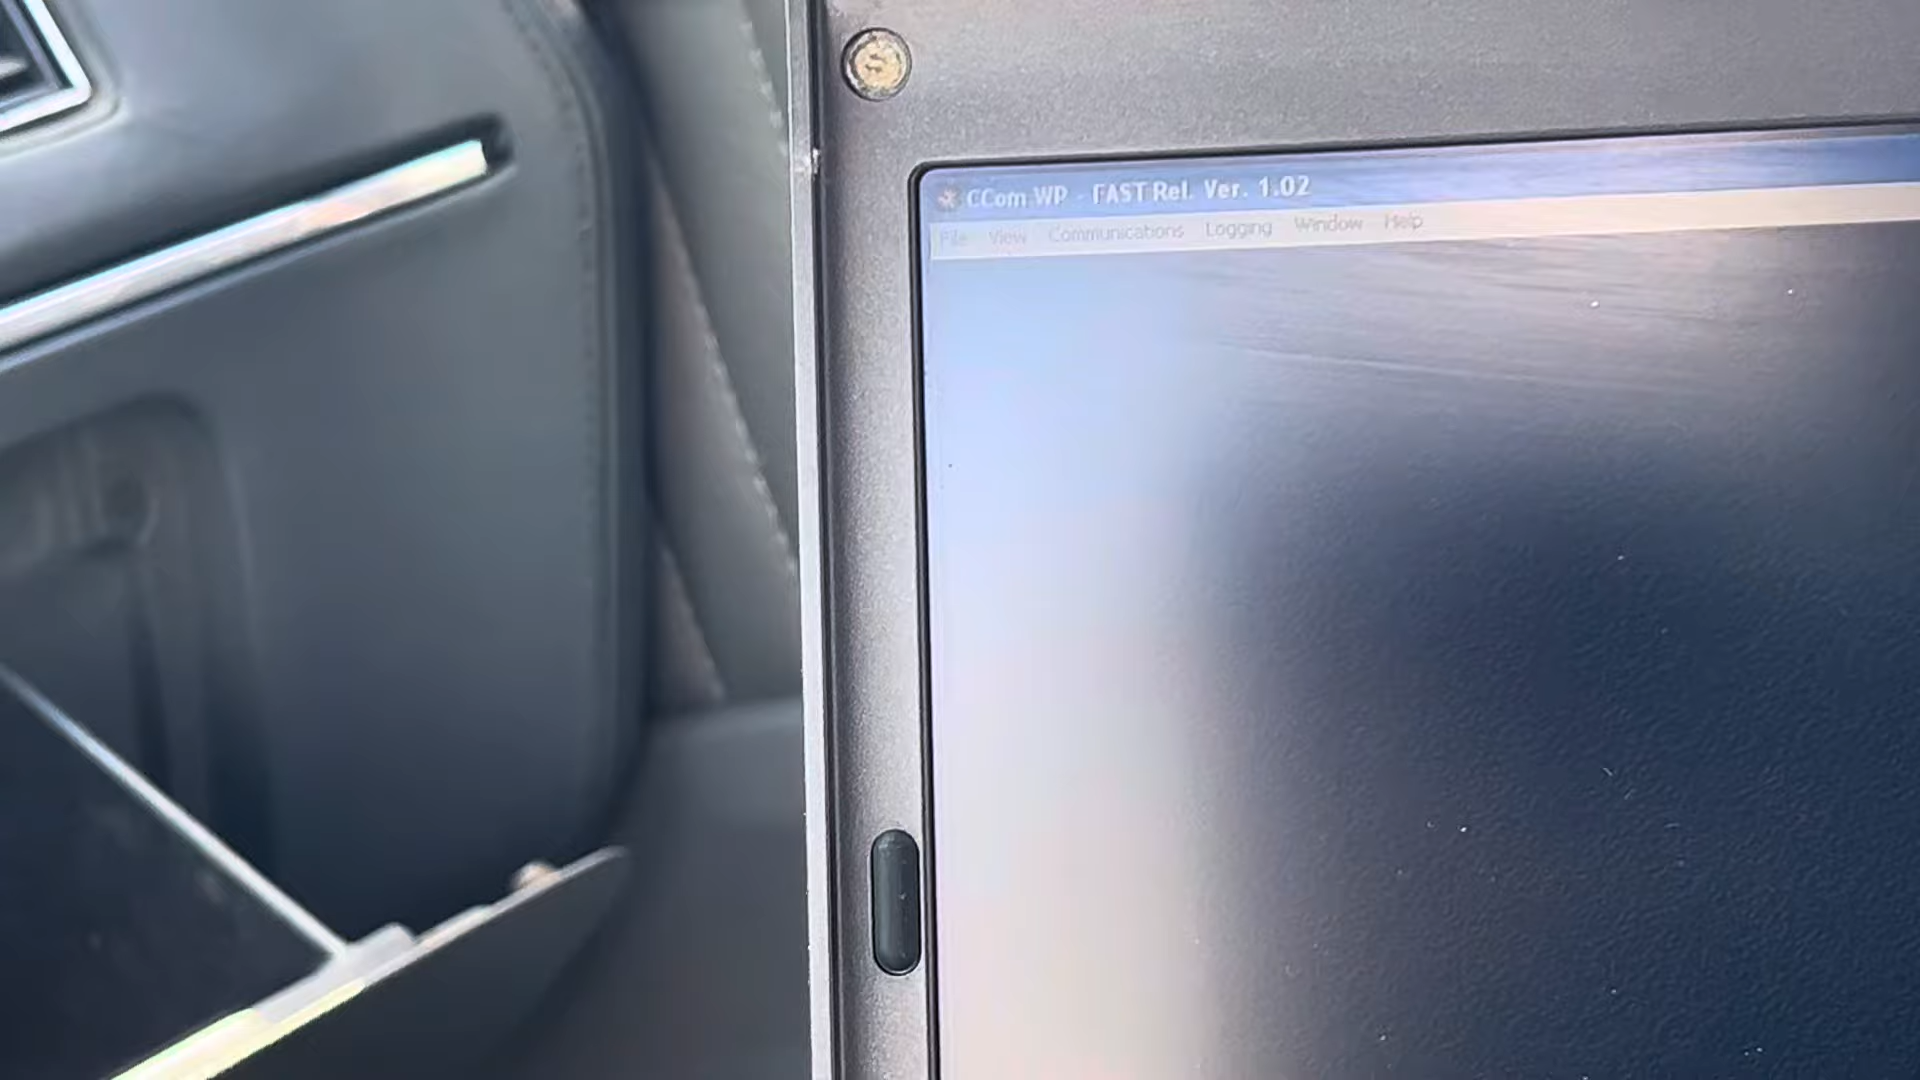 CCom.WP - FAST Rel. Ver. 1.02
File View Communications Logging Window Help